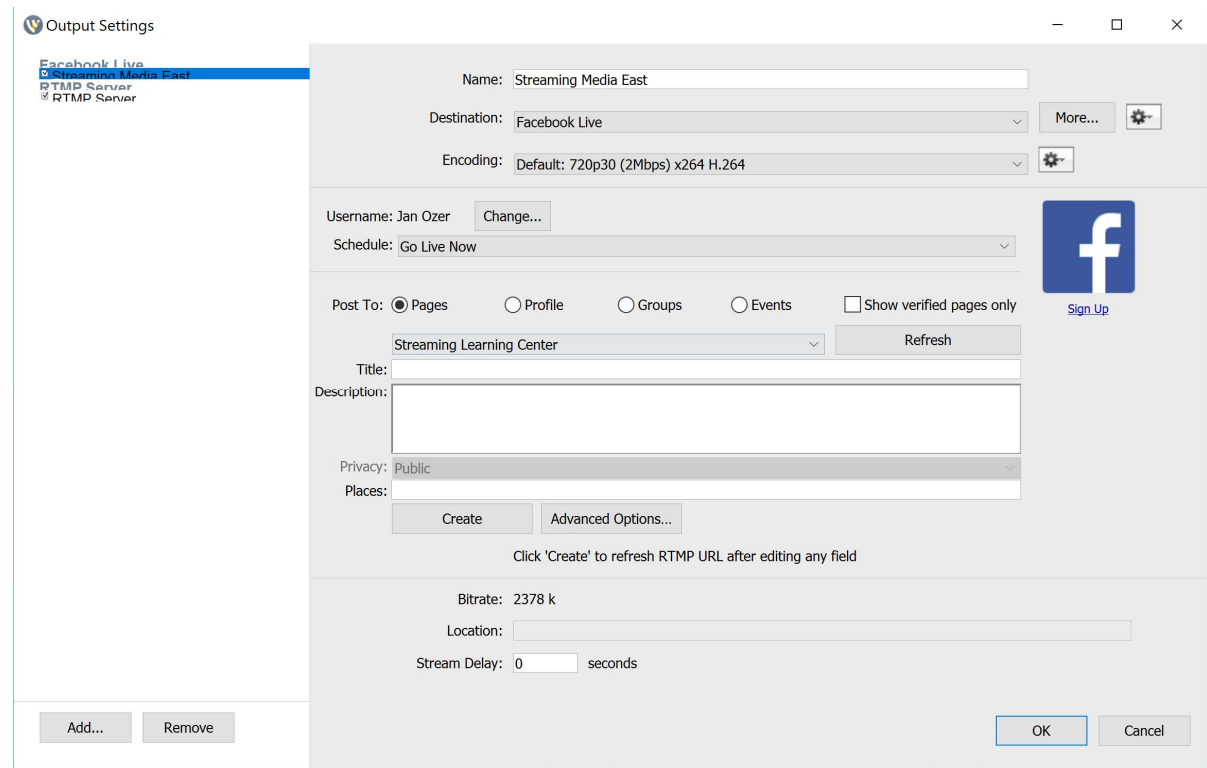 Output Settings
Facebook Live
Streaming Media East
RTMP Server
RTMP Server
Name: Streaming Media East
Destination: Facebook Live More...
Encoding: Default: 720p30 (2Mbps) x264 H.264
Username: Jan Ozer Change...
Schedule: Go Live Now
Sign Up
Post To: Pages Profile Groups Events Show verified pages only
Streaming Learning Center Refresh
Title:
Description:
Privacy: Public
Places:
Create Advanced Options...
Click 'Create' to refresh RTMP URL after editing any field
Bitrate: 2378 k
Location:
Stream Delay: 0 seconds
Add... Remove
OK Cancel